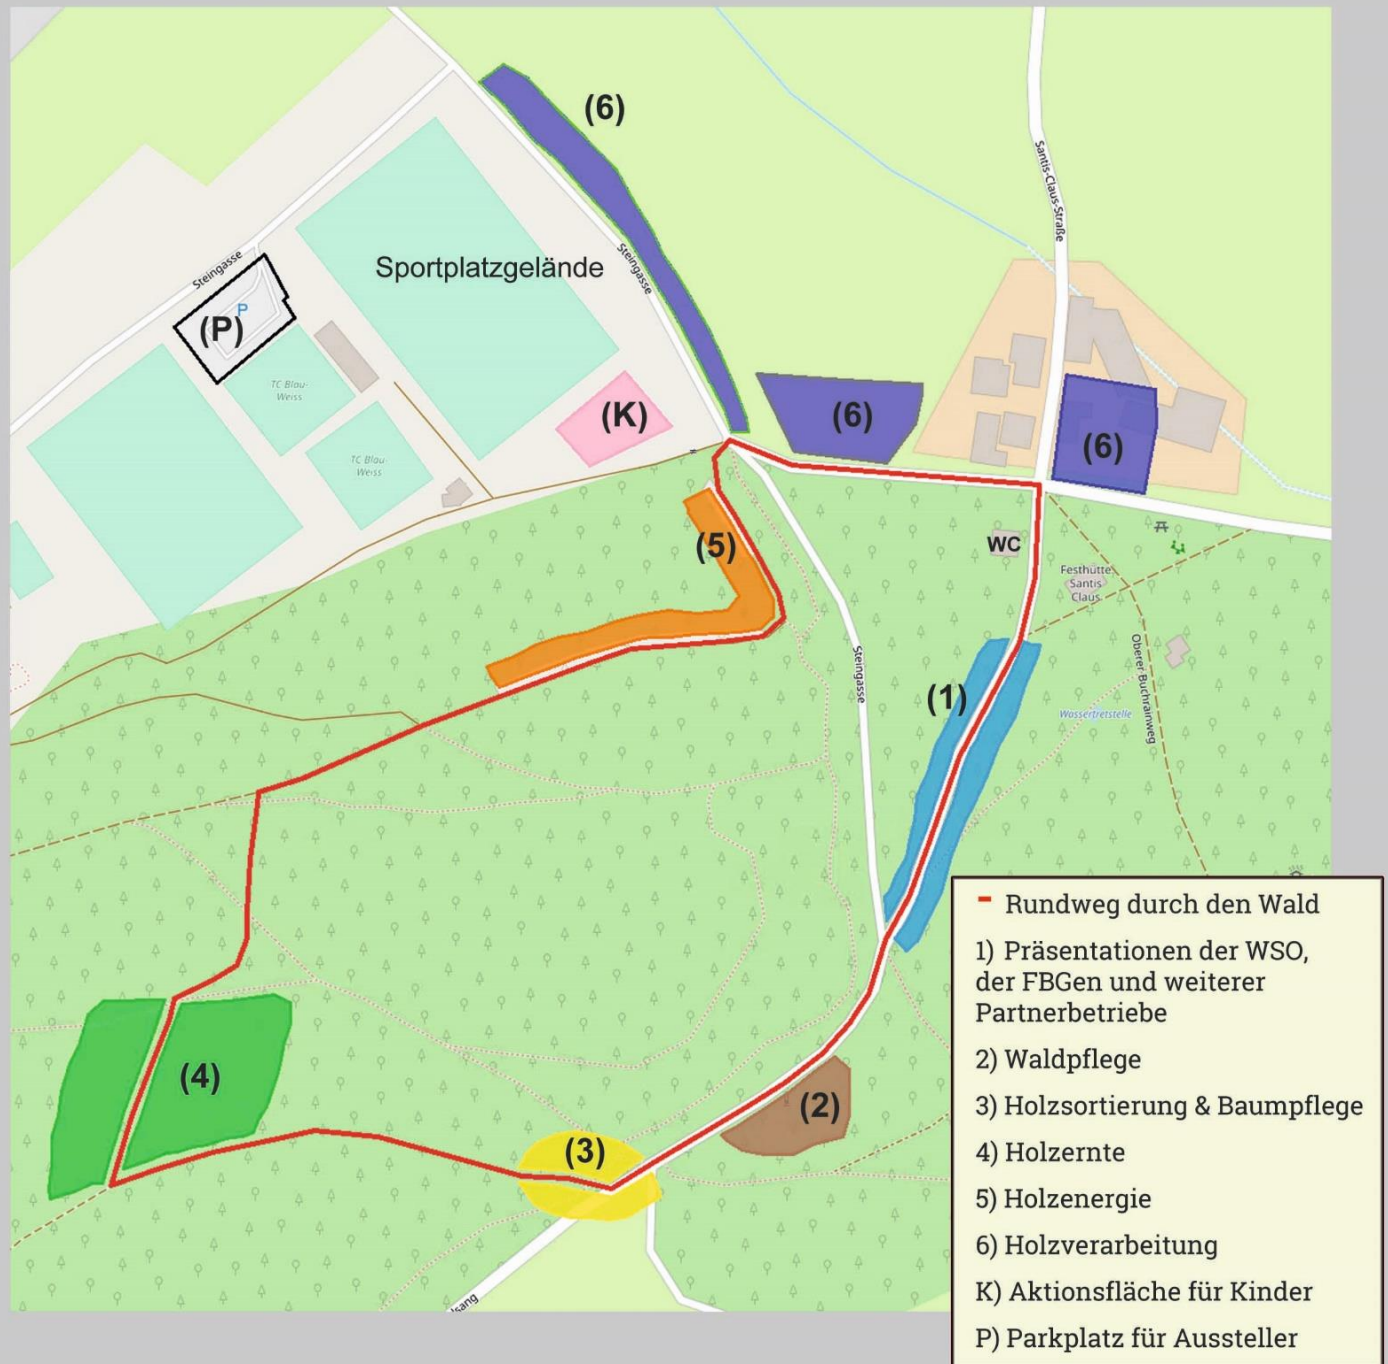 (6)
Santis-Claus-Straße
Steingasse
Steingasse
Sportplatzgelände
P
(P)
TC Blau-
Weiss
(K)
(6)
(6)
TC Blau-
Weiss
(5)
WC
Festhütte
Santis
Claus
Steingasse
Oberer Buchrainweg
(1)
Wassertretstelle
(4)
(2)
(3)
- Rundweg durch den Wald
1) Präsentationen der WSO,
der FBGen und weiterer
Partnerbetriebe
2) Waldpflege
3) Holzsortierung & Baumpflege
4) Holzernte
5) Holzenergie
6) Holzverarbeitung
K) Aktionsfläche für Kinder
P) Parkplatz für Aussteller